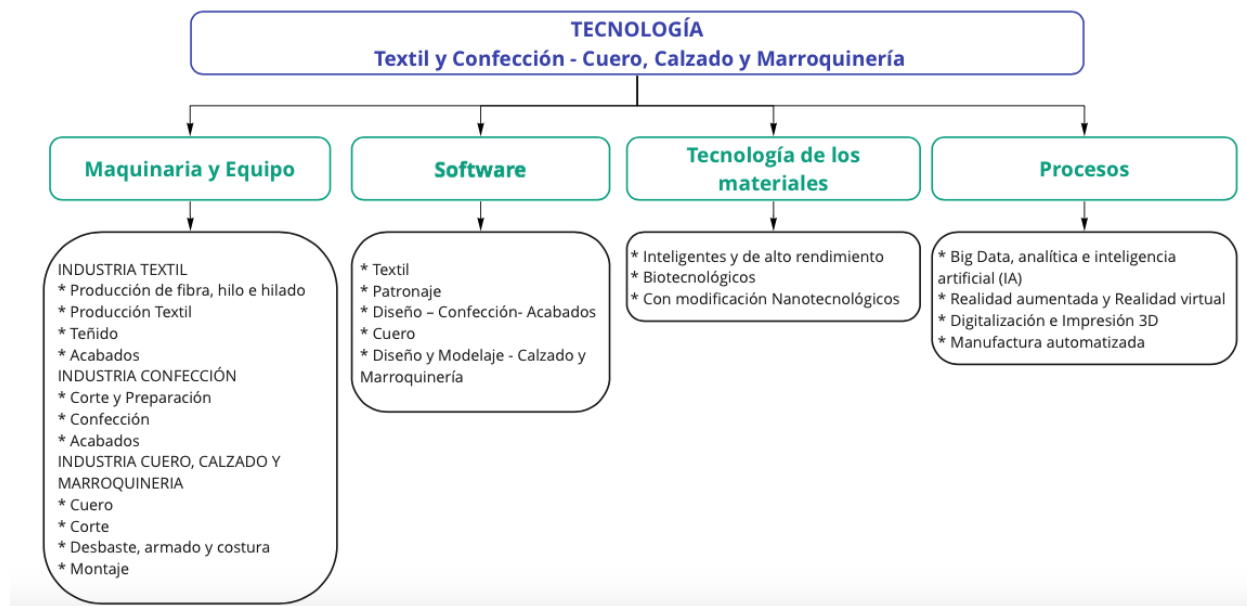 TECNOLOGÍA
Textil y Confección - Cuero, Calzado y Marroquinería
Maquinaria y Equipo
Software
Tecnología de los
materiales
Procesos
INDUSTRIA TEXTIL
* Producción de fibra, hilo e hilado
* Producción Textil
* Teñido
* Acabados
INDUSTRIA CONFECCIÓN
* Corte y Preparación
* Confección
* Acabados
INDUSTRIA CUERO, CALZADO Y
MARROQUINERIA
* Cuero
* Corte
* Desbaste, armado y costura
* Montaje
* Textil
* Patronaje
* Diseño – Confección- Acabados
* Cuero
* Diseño y Modelaje - Calzado y
Marroquinería
* Inteligentes y de alto rendimiento
* Biotecnológicos
* Con modificación Nanotecnológicos
* Big Data, analítica e inteligencia
artificial (IA)
* Realidad aumentada y Realidad virtual
* Digitalización e Impresión 3D
* Manufactura automatizada